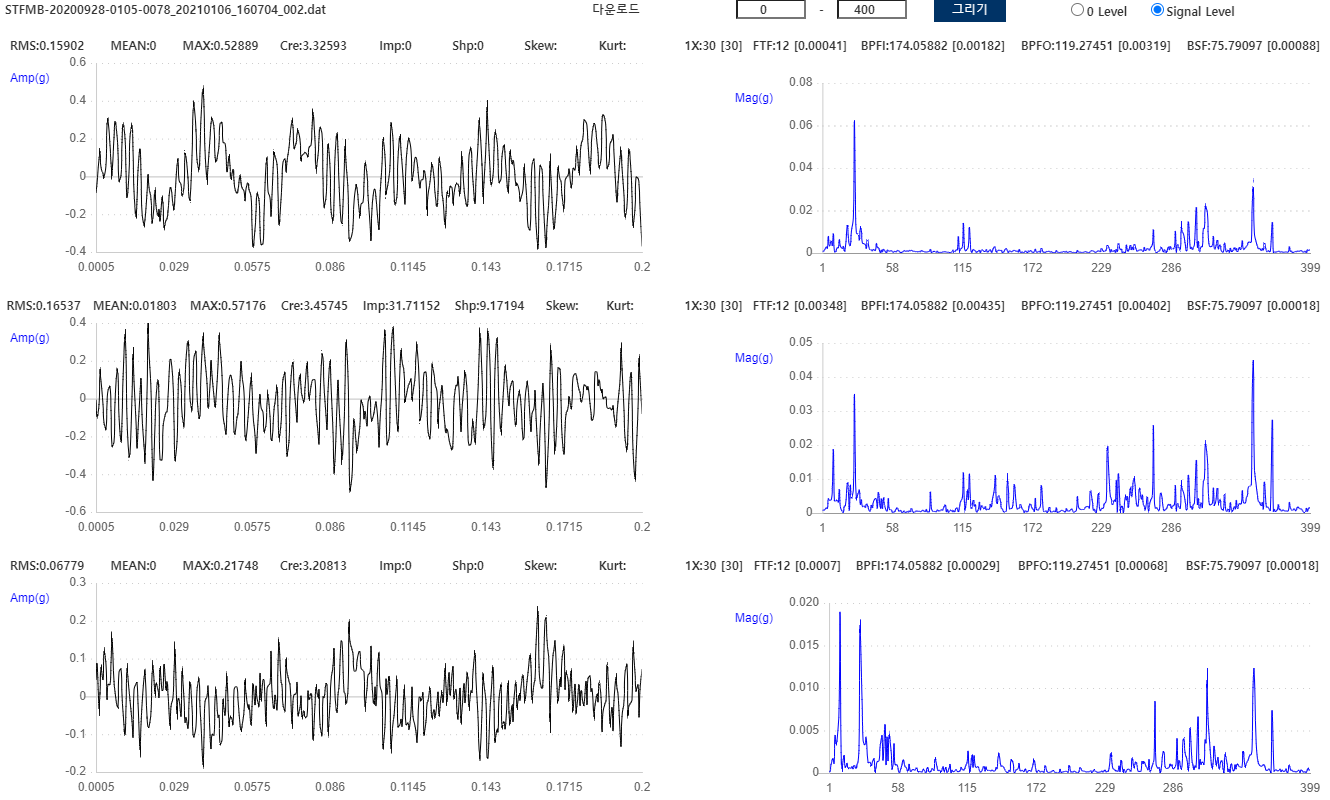 STFMB-20200928-0105-0078_20210106_160704_002.dat 다운로드 0 - 400 그리기 0 Level Signal Level
RMS:0.15902 MEAN:0 MAX:0.52889 Cre:3.32593 Imp:0 Shp:0 Skew: Kurt:
Amp(g)
0.6
0.4
0.2
0
-0.2
-0.4
0.0005 0.029 0.0575 0.086 0.1145 0.143 0.1715 0.2
1X:30 [30] FTF:12 [0.00041] BPFI:174.05882 [0.00182] BPFO:119.27451 [0.00319] BSF:75.79097 [0.00088]
Mag(g)
0.08
0.06
0.04
0.02
0
1 58 115 172 229 286 399
RMS:0.16537 MEAN:0.01803 MAX:0.57176 Cre:3.45745 Imp:31.71152 Shp:9.17194 Skew: Kurt:
Amp(g)
0.4
0.2
0
-0.2
-0.4
-0.6
0.0005 0.029 0.0575 0.086 0.1145 0.143 0.1715 0.2
1X:30 [30] FTF:12 [0.00348] BPFI:174.05882 [0.00435] BPFO:119.27451 [0.00402] BSF:75.79097 [0.00018]
Mag(g)
0.05
0.04
0.03
0.02
0.01
0
1 58 115 172 229 286 399
RMS:0.06779 MEAN:0 MAX:0.21748 Cre:3.20813 Imp:0 Shp:0 Skew: Kurt:
Amp(g)
0.3
0.2
0.1
0
-0.1
-0.2
0.0005 0.029 0.0575 0.086 0.1145 0.143 0.1715 0.2
1X:30 [30] FTF:12 [0.0007] BPFI:174.05882 [0.00029] BPFO:119.27451 [0.00068] BSF:75.79097 [0.00018]
Mag(g)
0.020
0.015
0.010
0.005
0
1 58 115 172 229 286 399